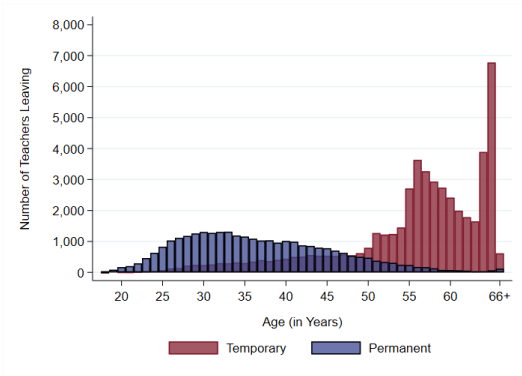 8,000
7,000
6,000
5,000
4,000
3,000
2,000
1,000
0
Number of Teachers Leaving
20 25 30 35 40 45 50 55 60 66+
Age (in Years)
Temporary Permanent